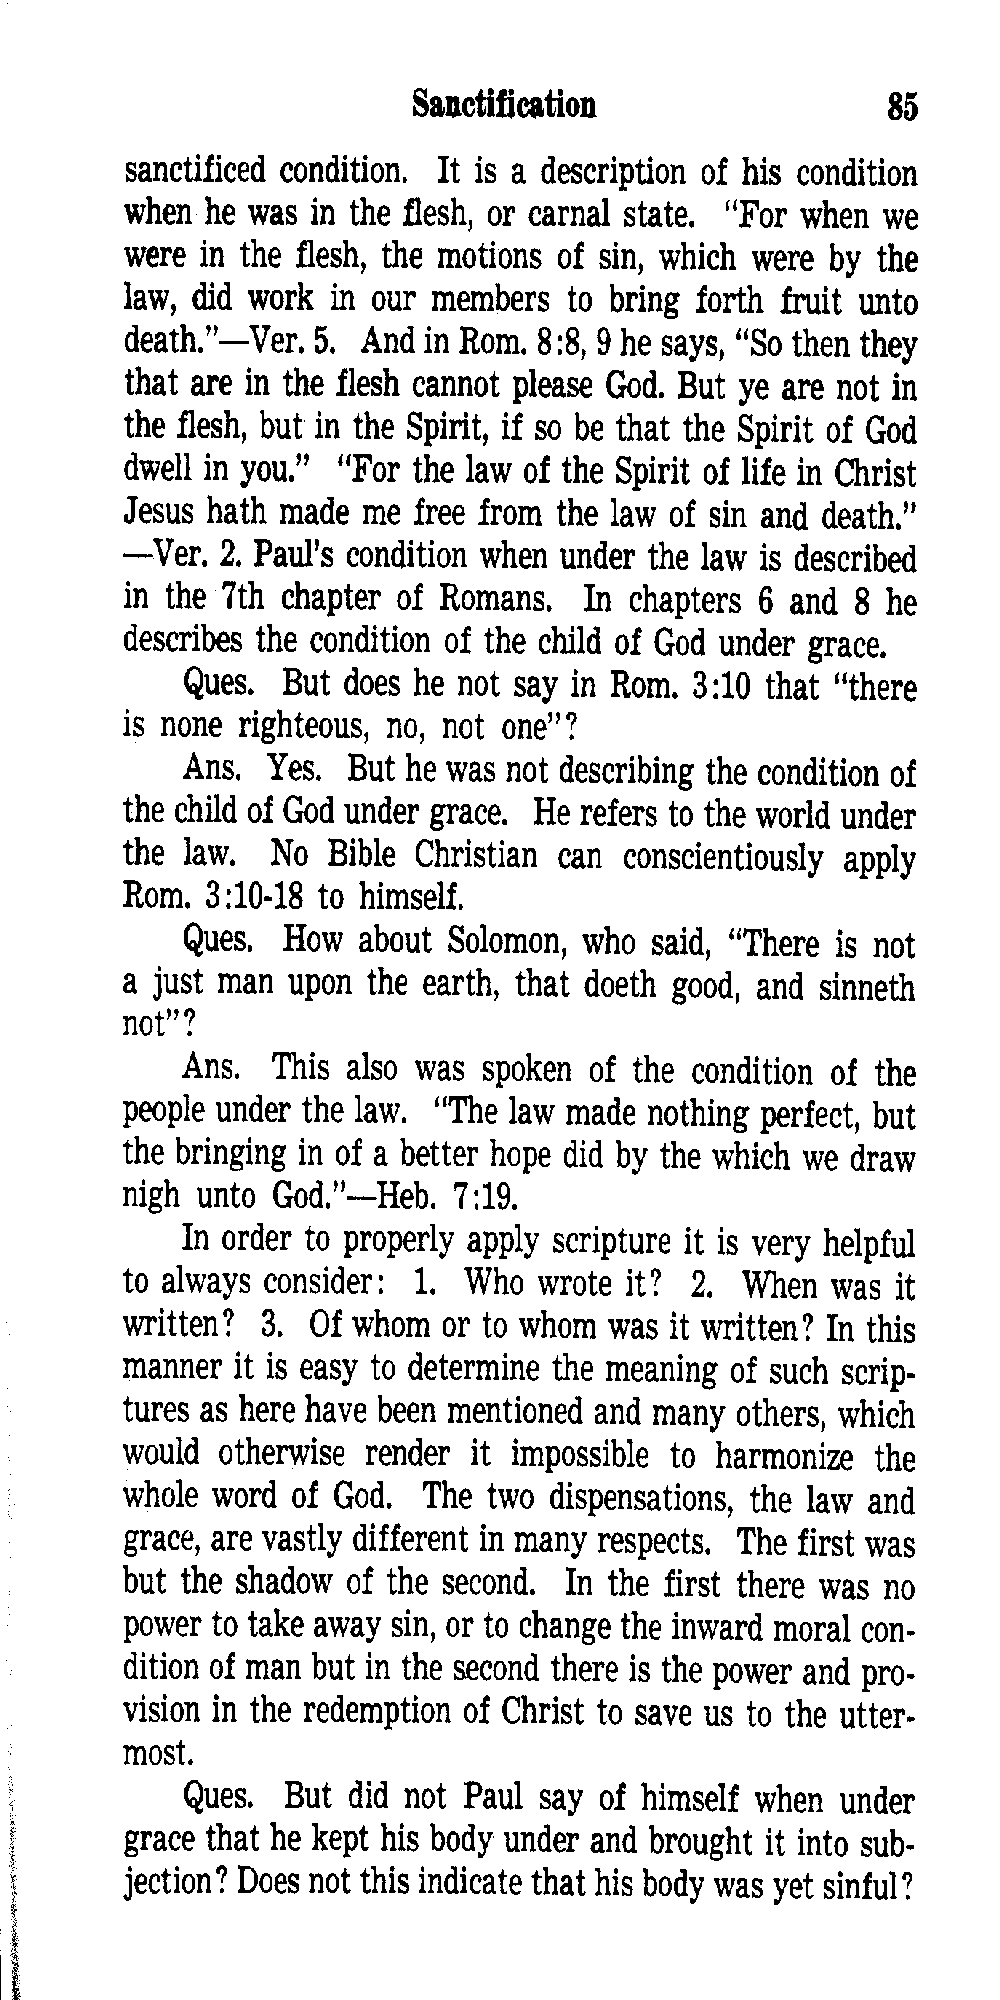 Sanctification 85
sanctificed condition. It is a description of his condition
when he was in the flesh, or carnal state. “For when we
were in the flesh, the motions of sin, which were by the
law, did work in our members to bring forth fruit unto
death.”—Ver. 5. And in Rom. 8:8, 9 he says, “So then they
that are in the flesh cannot please God. But ye are not in
the flesh, but in the Spirit, if so be that the Spirit of God
dwell in you.” “For the law of the Spirit of life in Christ
Jesus hath made me free from the law of sin and death.”
—Ver. 2. Paul’s condition when under the law is described
in the 7th chapter of Romans. In chapters 6 and 8 he
describes the condition of the child of God under grace.
Ques. But does he not say in Rom. 3:10 that “there
is none righteous, no, not one”?
Ans. Yes. But he was not describing the condition of
the child of God under grace. He refers to the world under
the law. No Bible Christian can conscientiously apply
Rom. 3:10-18 to himself.
Ques. How about Solomon, who said, “There is not
a just man upon the earth, that doeth good, and sinneth
not”?
Ans. This also was spoken of the condition of the
people under the law. “The law made nothing perfect, but
the bringing in of a better hope did by the which we draw
nigh unto God.”—Heb. 7:19.
In order to properly apply scripture it is very helpful
to always consider: 1. Who wrote it? 2. When was it
written? 3. Of whom or to whom was it written? In this
manner it is easy to determine the meaning of such scrip-
tures as here have been mentioned and many others, which
would otherwise render it impossible to harmonize the
whole word of God. The two dispensations, the law and
grace, are vastly different in many respects. The first was
but the shadow of the second. In the first there was no
power to take away sin, or to change the inward moral con-
dition of man but in the second there is the power and pro-
vision in the redemption of Christ to save us to the utter-
most.
Ques. But did not Paul say of himself when under
grace that he kept his body under and brought it into sub-
jection? Does not this indicate that his body was yet sinful?